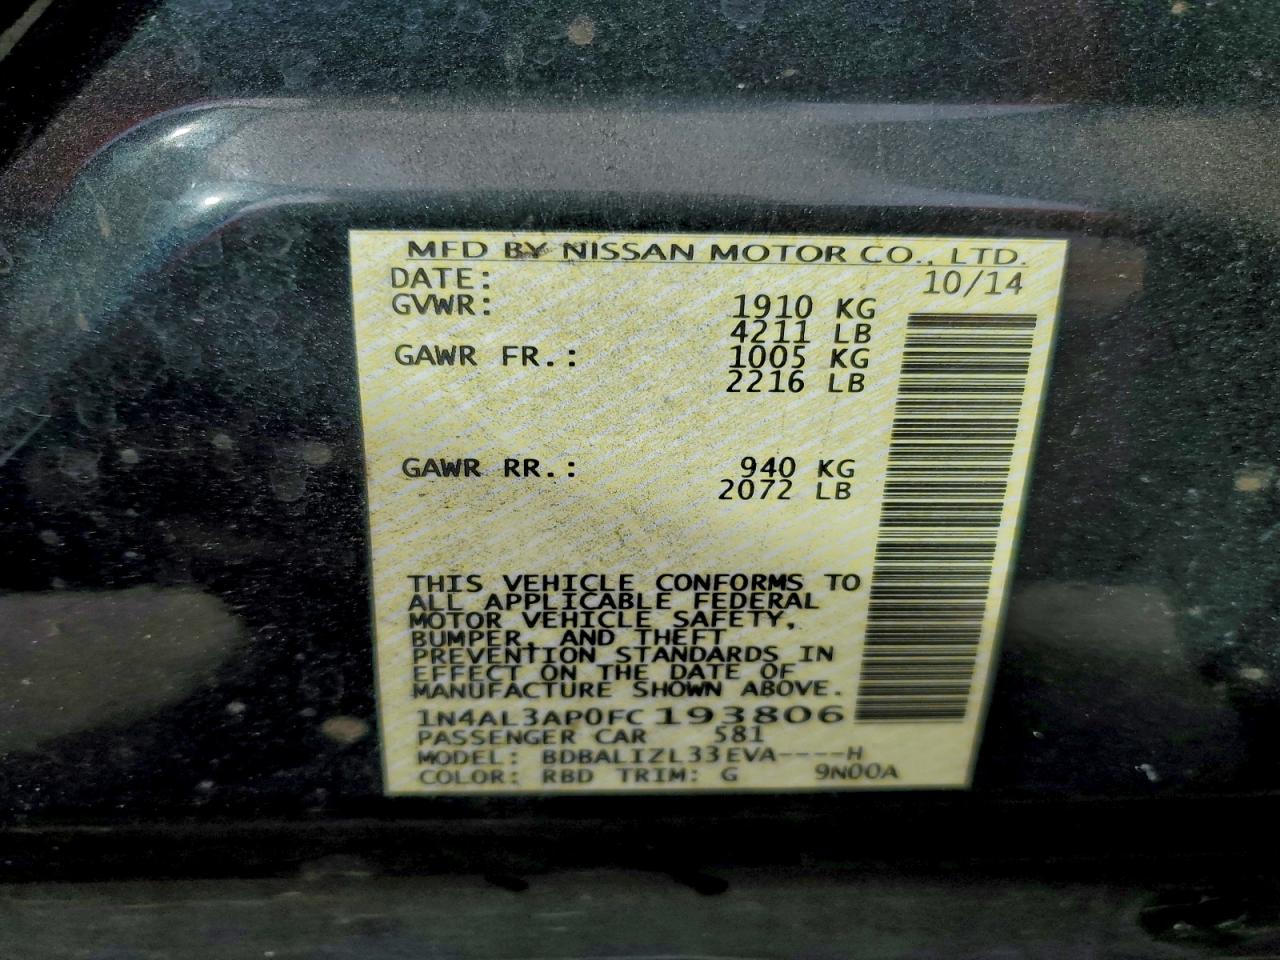 MFD BY NISSAN MOTOR CO., LTD.
DATE: 10/14
GVWR: 1910 KG
4211 LB
GAWR FR.: 1005 KG
2216 LB
GAWR RR.: 940 KG
2072 LB
THIS VEHICLE CONFORMS TO
ALL APPLICABLE FEDERAL
MOTOR VEHICLE SAFETY,
BUMPER, AND THEFT
PREVENTION STANDARDS IN
EFFECT ON THE DATE OF
MANUFACTURE SHOWN ABOVE.
1N4AL3AP0FC193806
PASSENGER CAR 581
MODEL: BDBALIZL33EVA----H
COLOR: RBD TRIM: G 9N00A